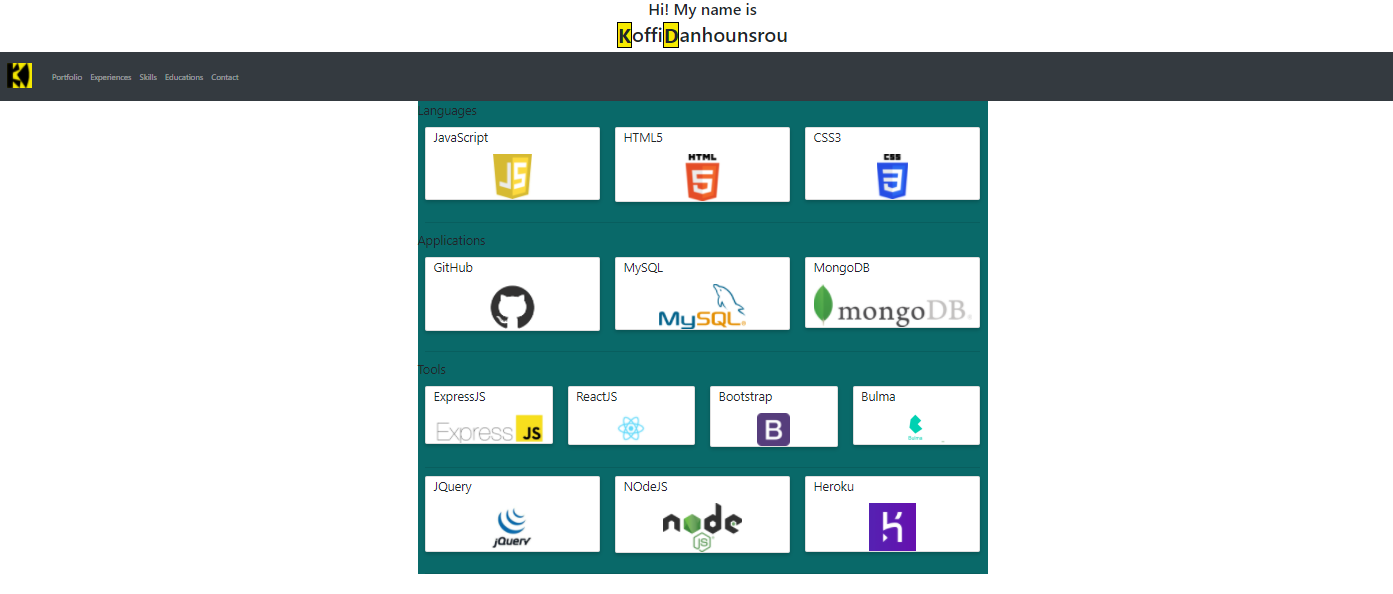 Hi! My name is
KoffiDanhounsrou
K
Portfolio Experiences Skills Educations Contact
Languages
JavaScript HTML5 CSS3
JS HTML 5 CSS 3
Applications
GitHub MySQL MongoDB
MySQL® mongoDB®
Tools
ExpressJS ReactJS Bootstrap Bulma
Express JS B Bulma
JQuery NOdeJS Heroku
jQuery node JS